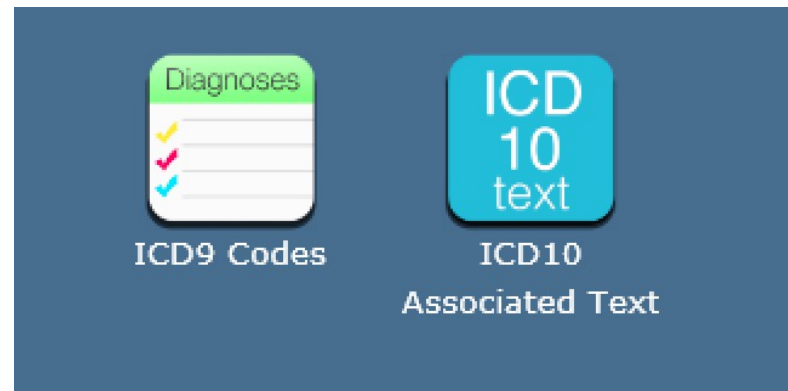 Diagnoses
ICD9 Codes
ICD
10
text
ICD10
Associated Text